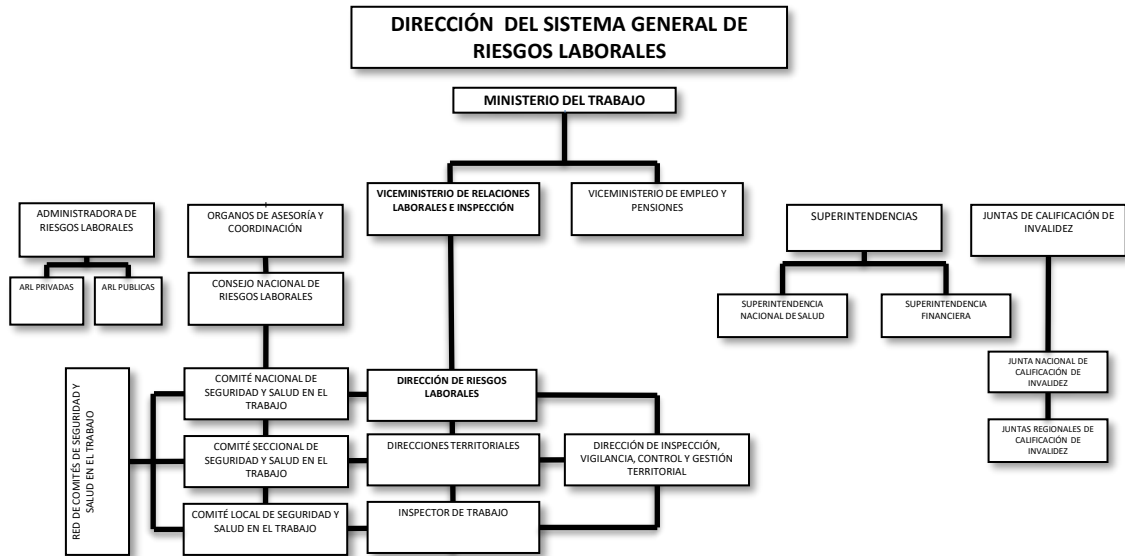 DIRECCIÓN DEL SISTEMA GENERAL DE
RIESGOS LABORALES
MINISTERIO DEL TRABAJO
VICEMINISTERIO DE RELACIONES
LABORALES E INSPECCIÓN
VICEMINISTERIO DE EMPLEO Y
PENSIONES
ADMINISTRADORA DE
RIESGOS LABORALES
ORGANOS DE ASESORÍA Y
COORDINACIÓN
SUPERINTENDENCIAS
JUNTAS DE CALIFICACIÓN DE
INVALIDEZ
ARL PRIVADAS
ARL PUBLICAS
CONSEJO NACIONAL DE
RIESGOS LABORALES
SUPERINTENDENCIA
NACIONAL DE SALUD
SUPERINTENDENCIA
FINANCIERA
JUNTA NACIONAL DE
CALIFICACIÓN DE
INVALIDEZ
JUNTAS REGIONALES DE
CALIFICACIÓN DE
INVALIDEZ
RED DE COMITÉS DE SEGURIDAD Y
SALUD EN EL TRABAJO
COMITÉ NACIONAL DE
SEGURIDAD Y SALUD EN EL
TRABAJO
DIRECCIÓN DE RIESGOS
LABORALES
COMITÉ SECCIONAL DE
SEGURIDAD Y SALUD EN EL
TRABAJO
DIRECIONES TERRITORIALES
DIRECCIÓN DE INSPECCIÓN,
VIGILANCIA, CONTROL Y GESTIÓN
TERRITORIAL
COMITÉ LOCAL DE SEGURIDAD Y
SALUD EN EL TRABAJO
INSPECTOR DE TRABAJO